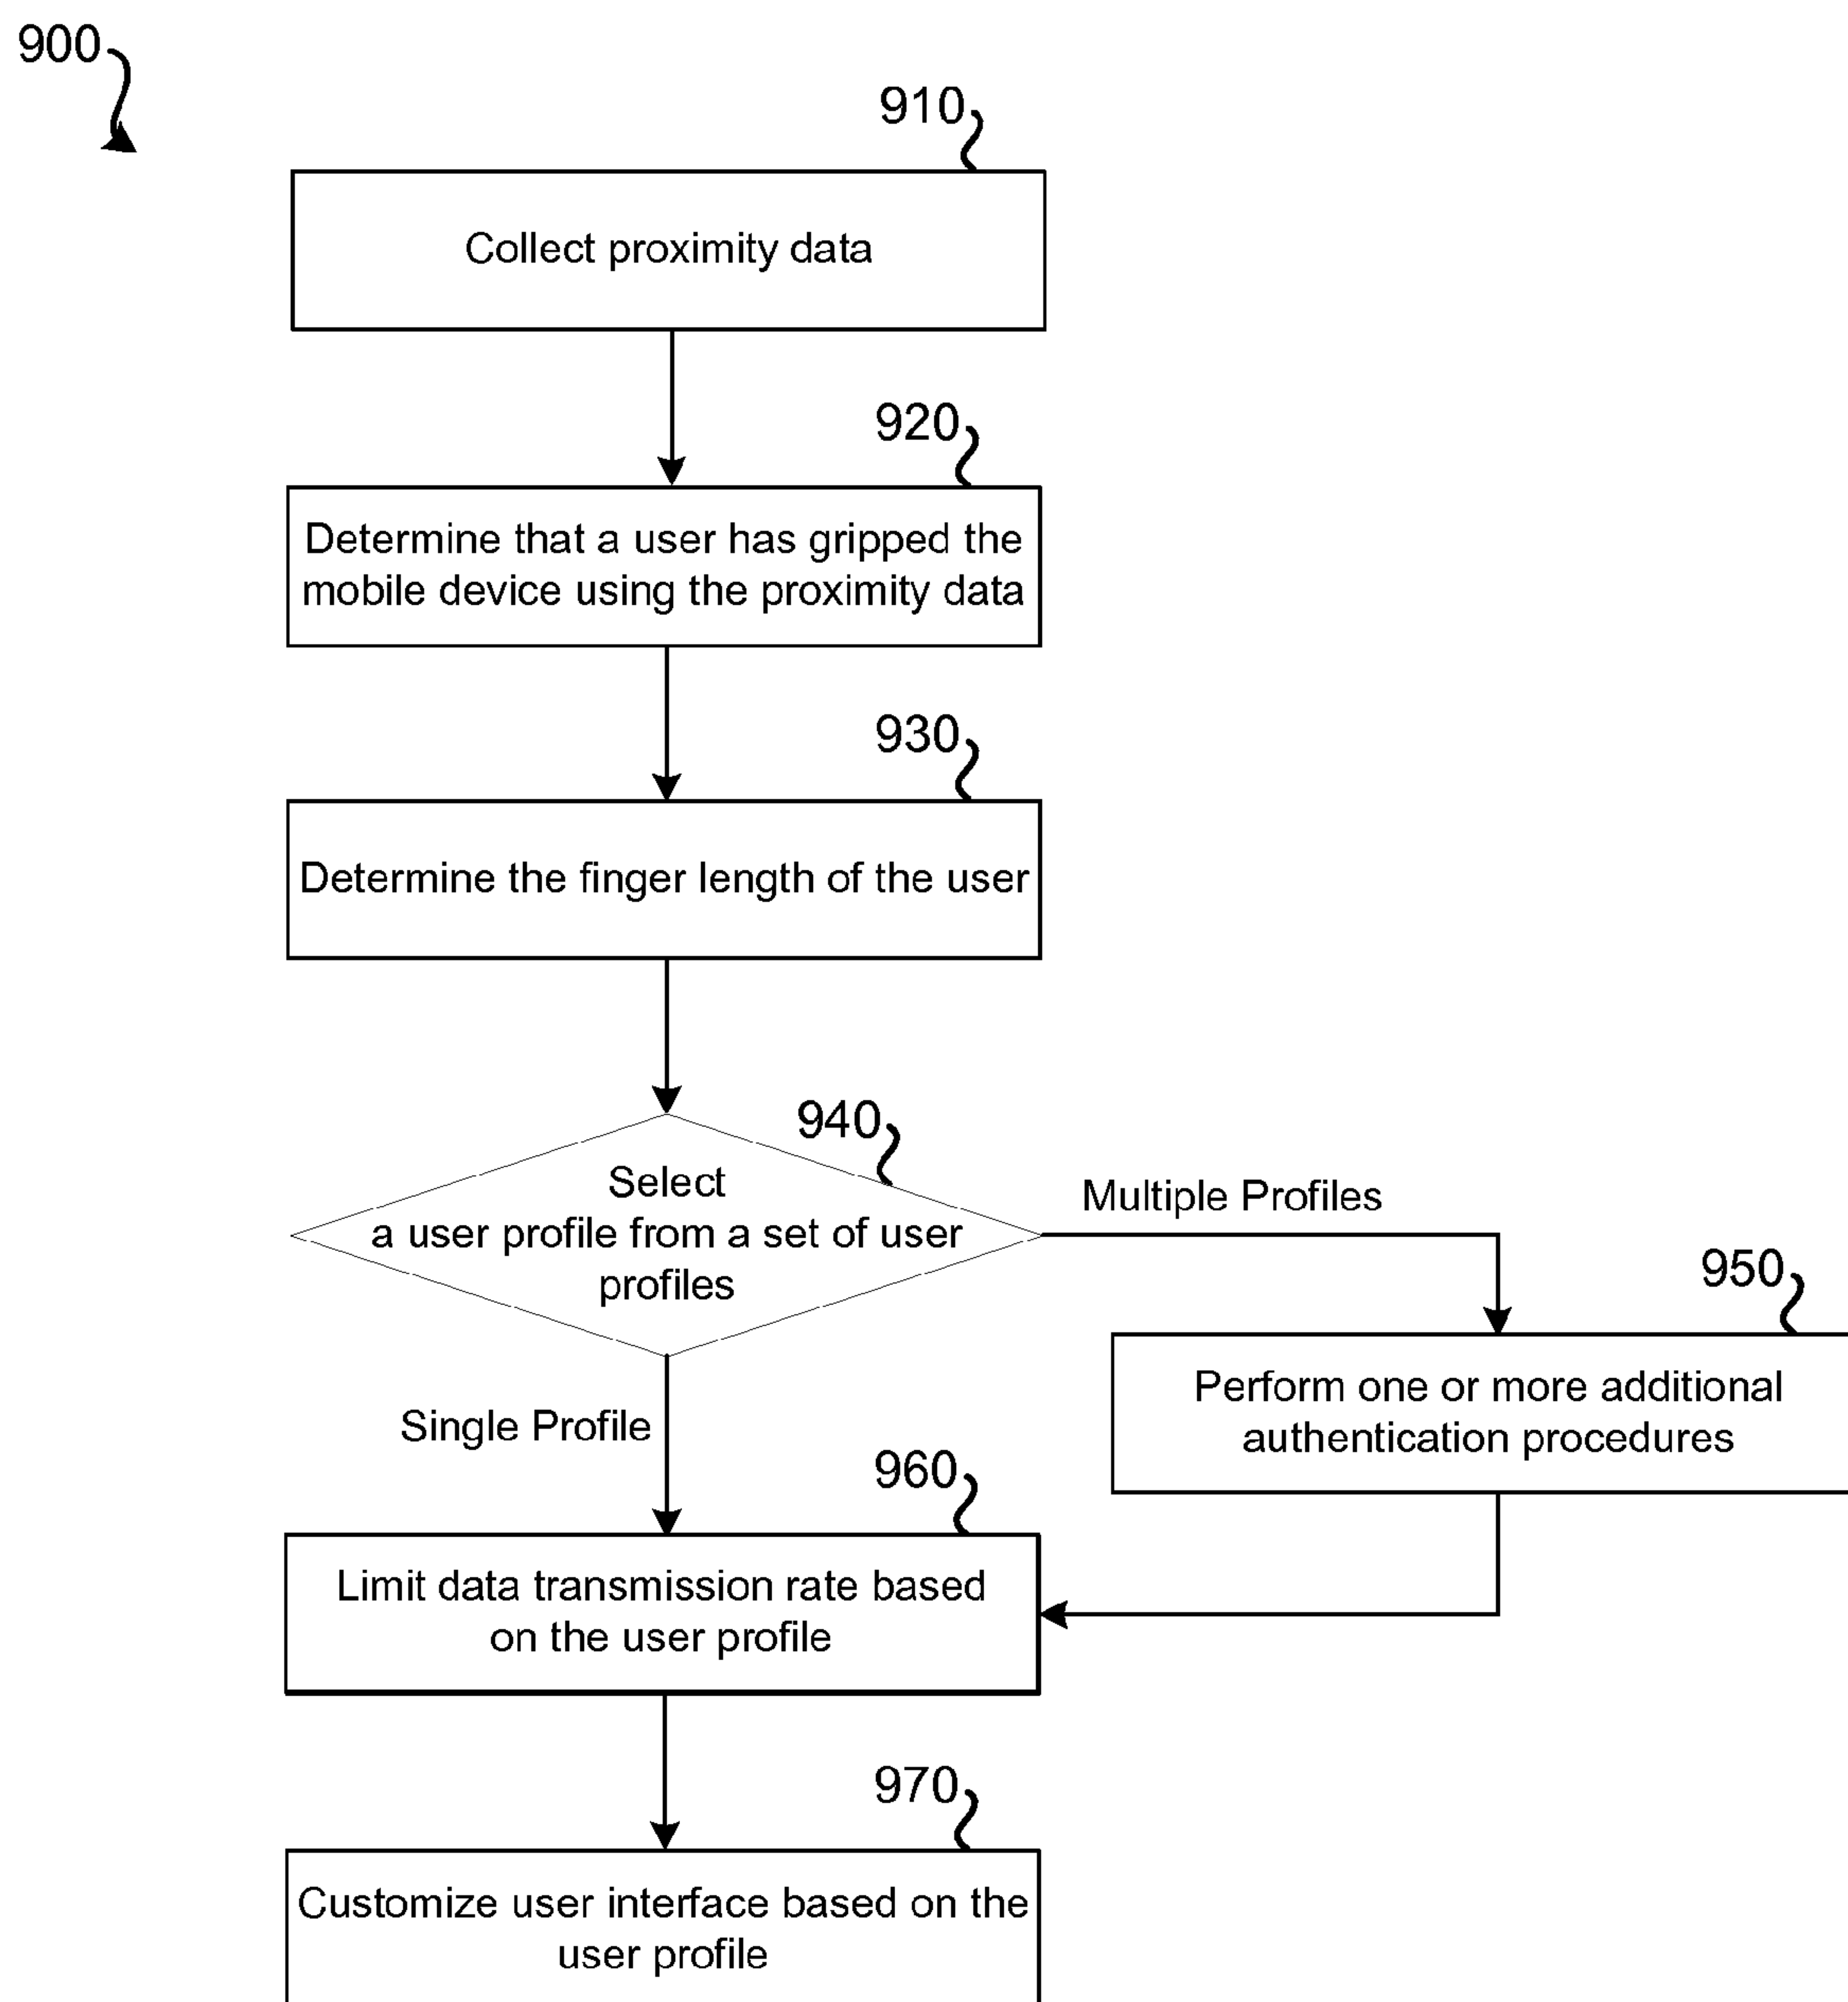 900
910
Collect proximity data
920
Determine that a user has gripped the
mobile device using the proximity data
930
Determine the finger length of the user
940
Select
a user profile from a set of user
profiles
Multiple Profiles
950
Perform one or more additional
authentication procedures
Single Profile
960
Limit data transmission rate based
on the user profile
970
Customize user interface based on the
user profile